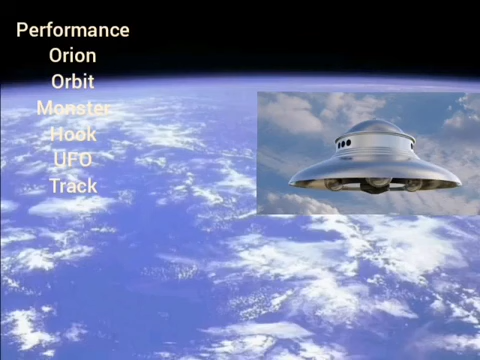 Performance
Orion
Orbit
Monster
Hook
UFO
Track